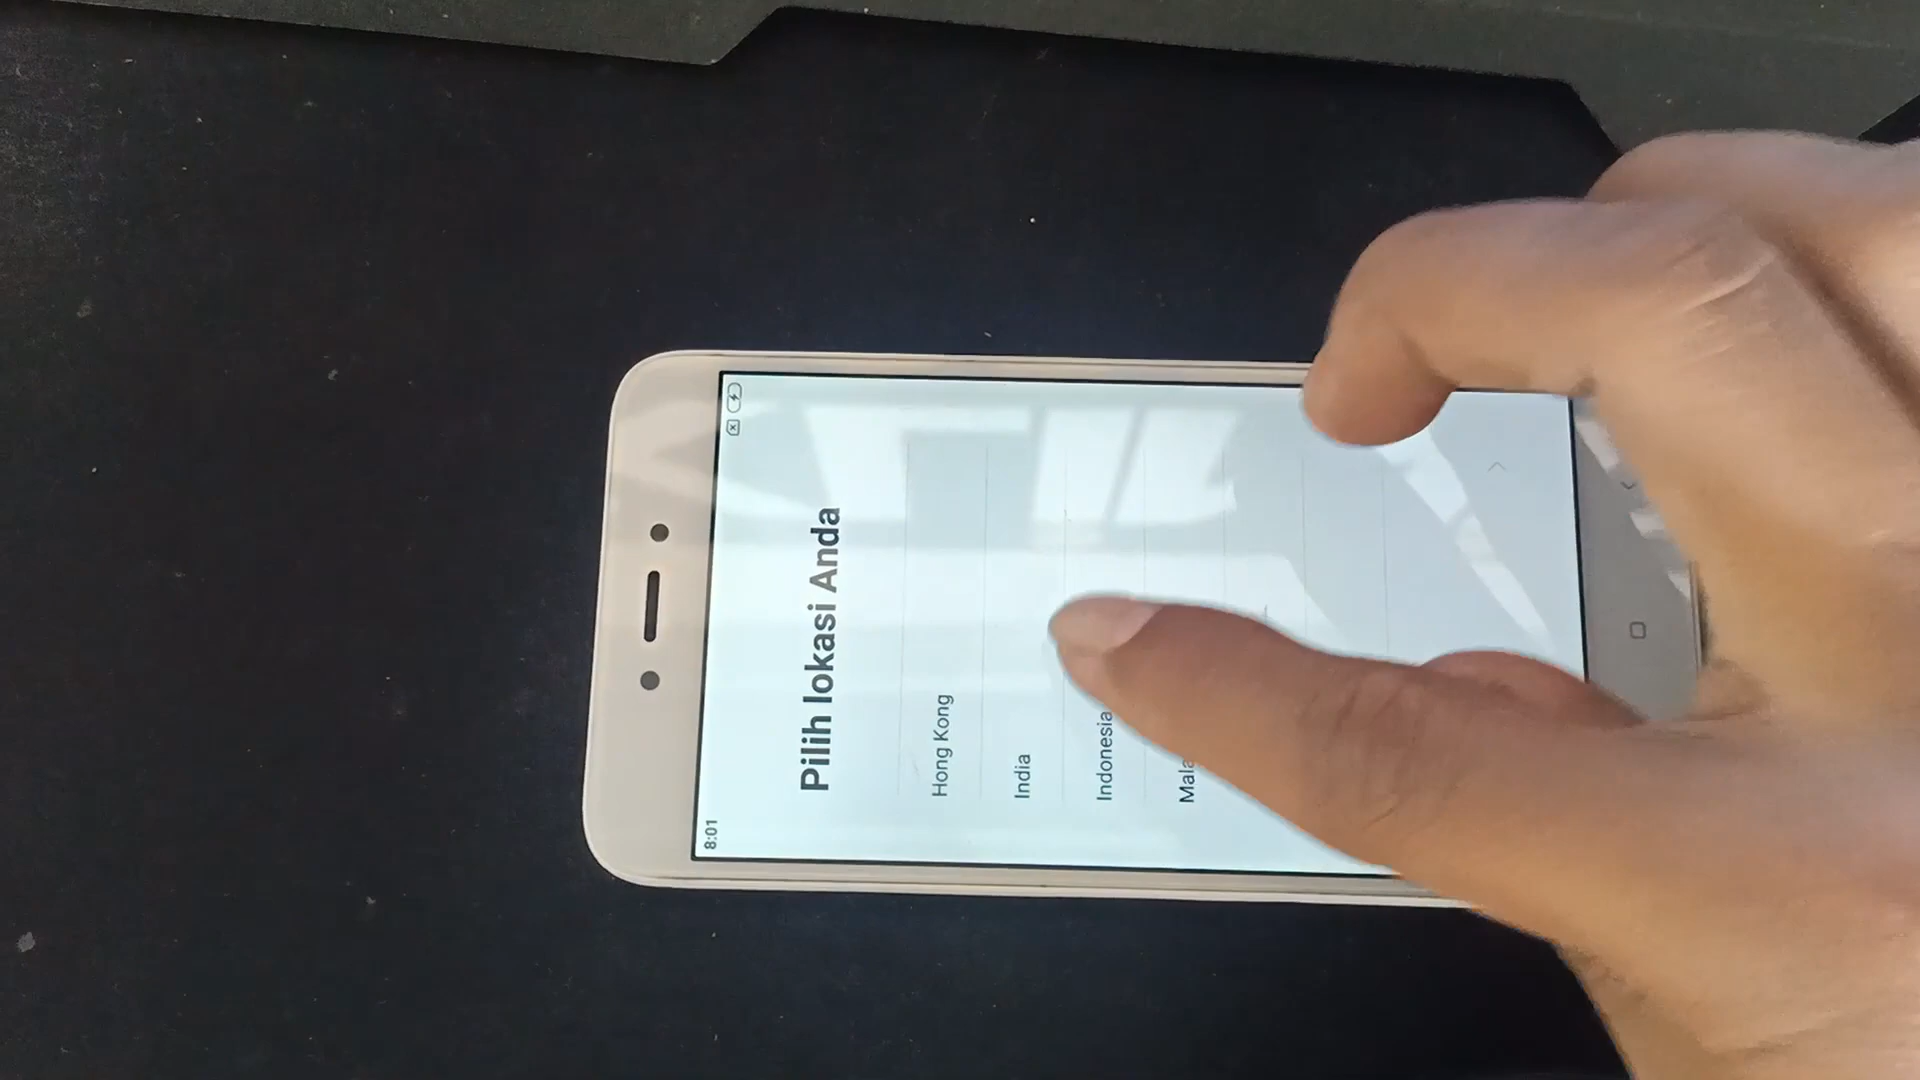 8:01
Pilih lokasi Anda
Hong Kong
India
Indonesia